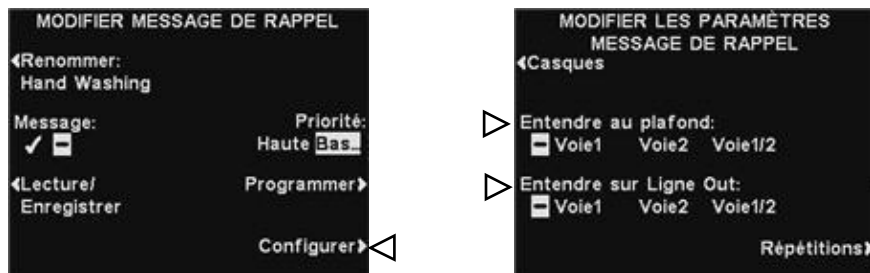 MODIFIER MESSAGE DE RAPPEL
Renommer:
Hand Washing
Message:
Priorité:
Haute Bas...
Lecture/
Enregistrer
Programmer
Configurer
MODIFIER LES PARAMÈTRES
MESSAGE DE RAPPEL
Casques
Entendre au plafond:
– Voie1 Voie2 Voie1/2
Entendre sur Ligne Out:
– Voie1 Voie2 Voie1/2
Répétitions